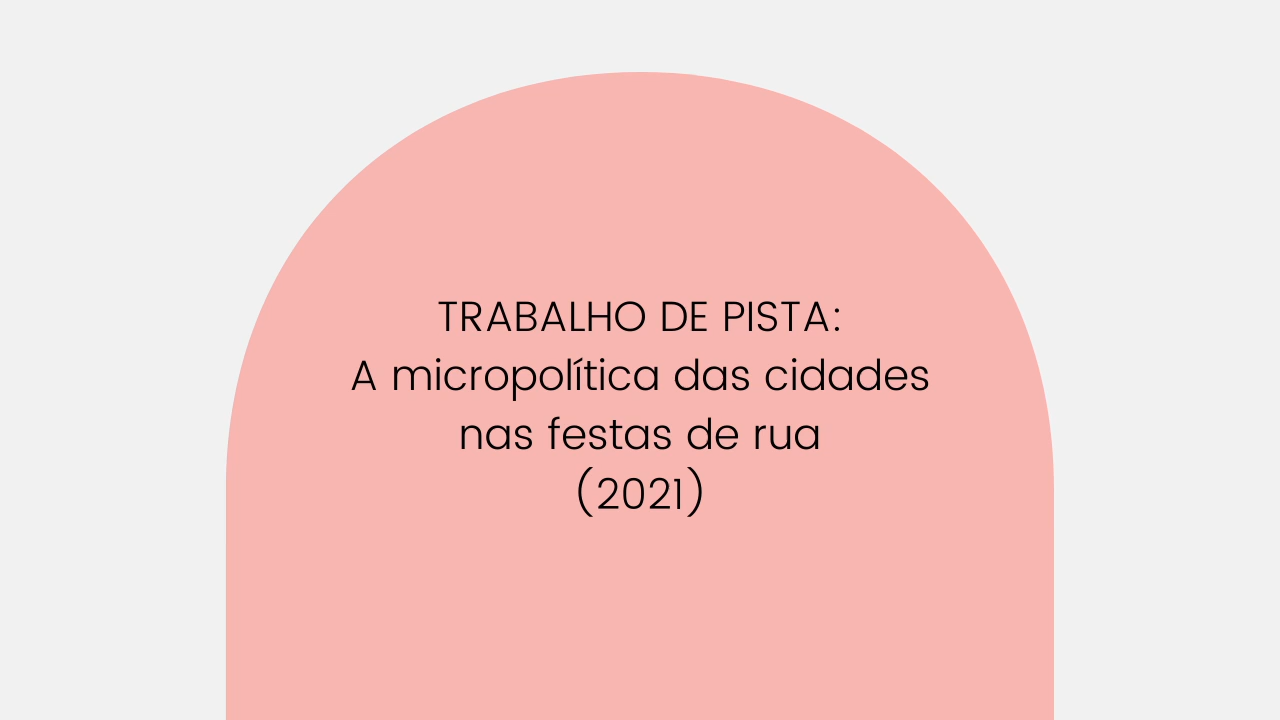 TRABALHO DE PISTA:
A micropolítica das cidades
nas festas de rua
(2021)